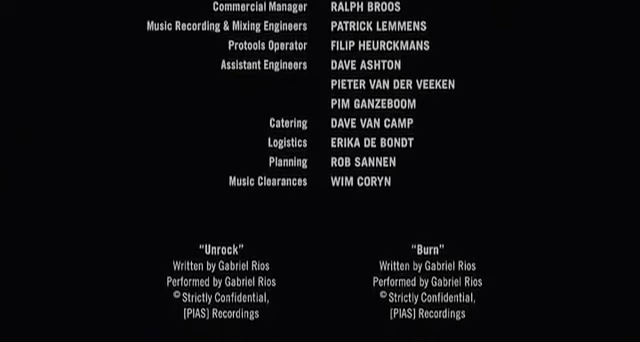 Commercial Manager RALPH BROOS
Music Recording & Mixing Engineers PATRICK LEMMENS
Protools Operator FILIP HEURCKMANS
Assistant Engineers DAVE ASHTON
PIETER VAN DER VEEKEN
PIM GANZEBOOM
Catering DAVE VAN CAMP
Logistics ERIKA DE BONDT
Planning ROB SANNEN
Music Clearances WIM CORYN
"Unrock"
Written by Gabriel Rios
Performed by Gabriel Rios
© Strictly Confidential,
[PIAS] Recordings
"Burn"
Written by Gabriel Rios
Performed by Gabriel Rios
© Strictly Confidential,
[PIAS] Recordings